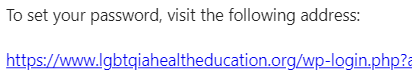 To set your password, visit the following address:
https://www.lgbtqiahealtheducation.org/wp-login.php?a